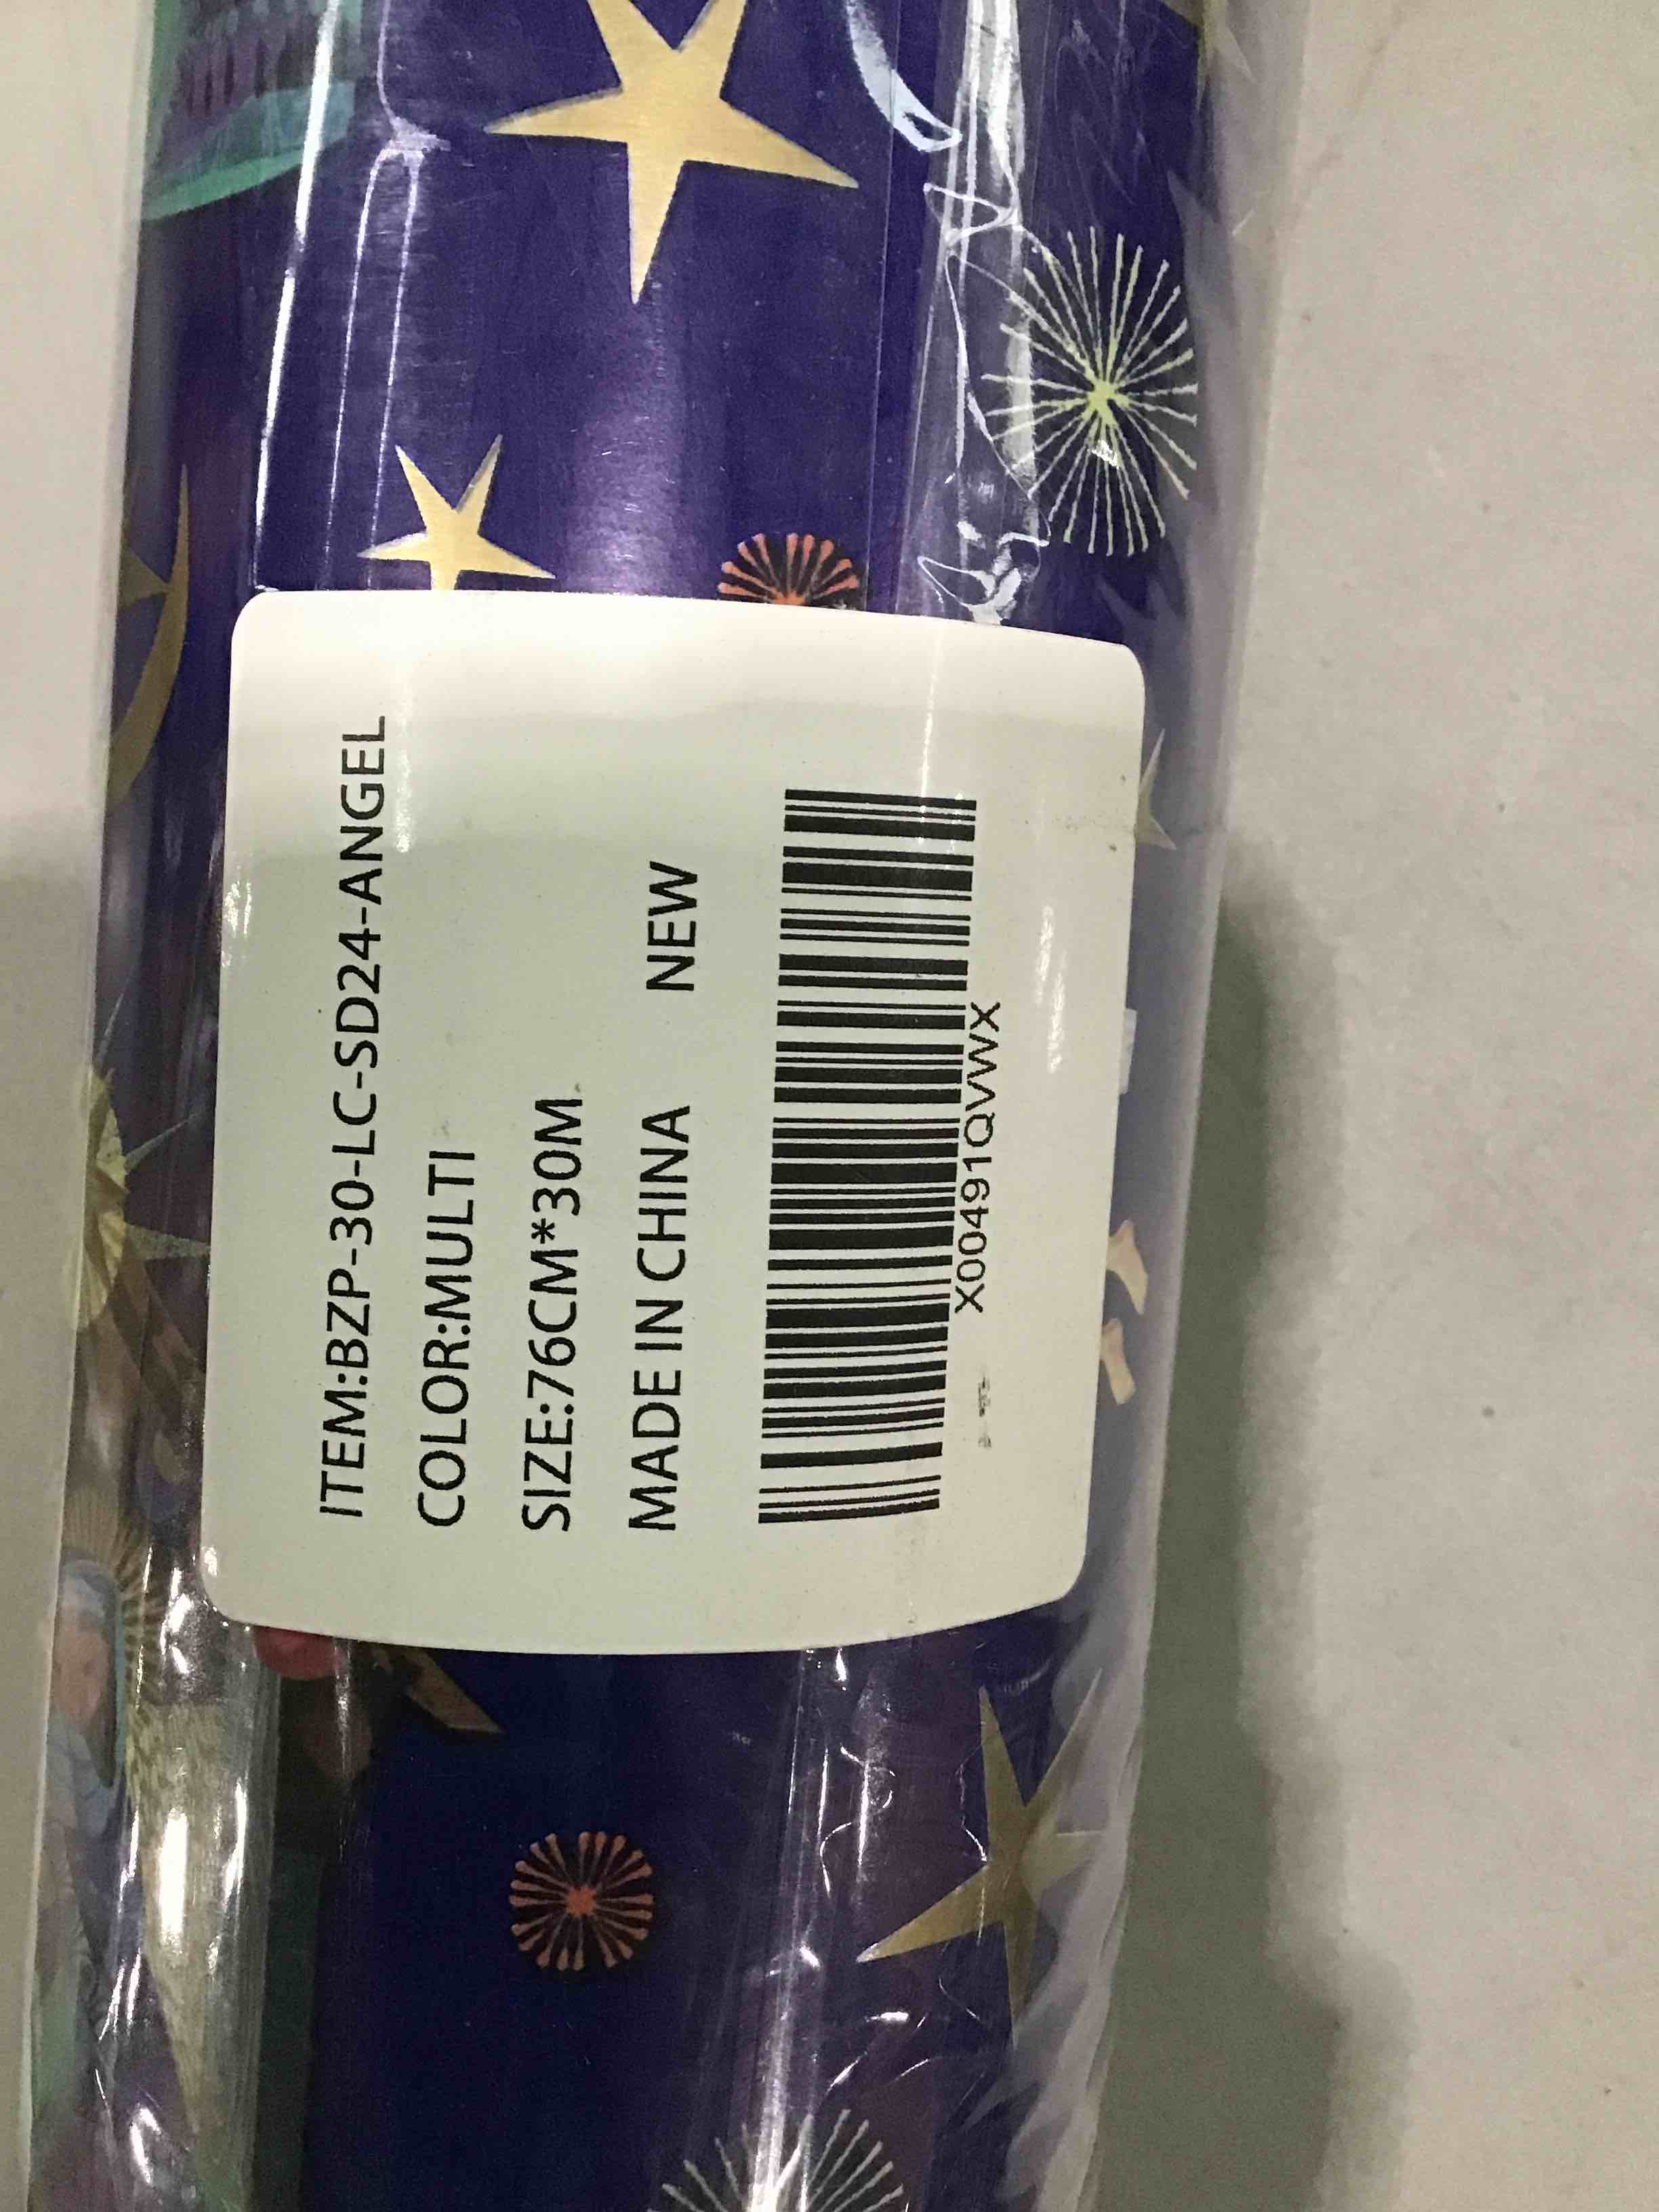 ITEM:BZP-30-LC-SD24-ANGEL
COLOR:MULTI
SIZE:76CM*30M
MADE IN CHINA NEW
X00491QVWX